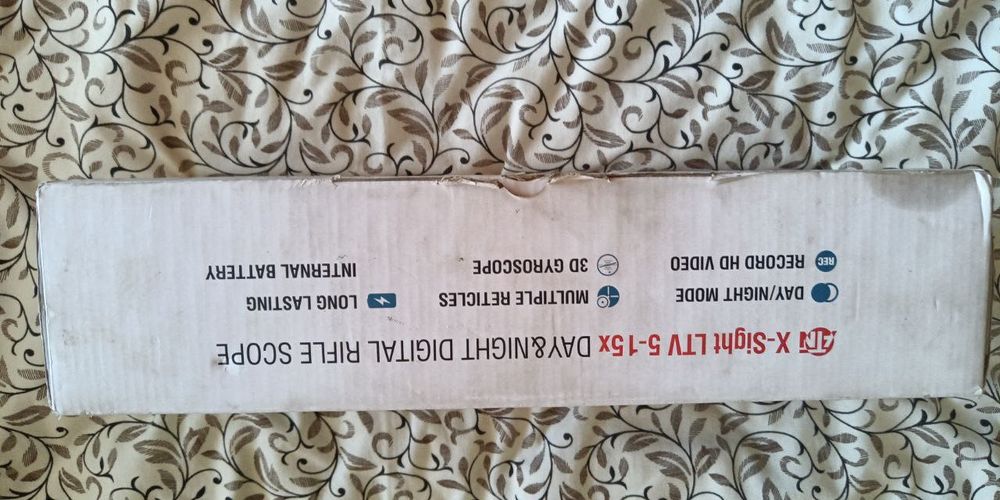 ATN X-Sight LTV 5-15x DAY&NIGHT DIGITAL RIFLE SCOPE
DAY/NIGHT MODE
REC RECORD HD VIDEO
MULTIPLE RETICLES
3D GYROSCOPE
LONG LASTING
INTERNAL BATTERY